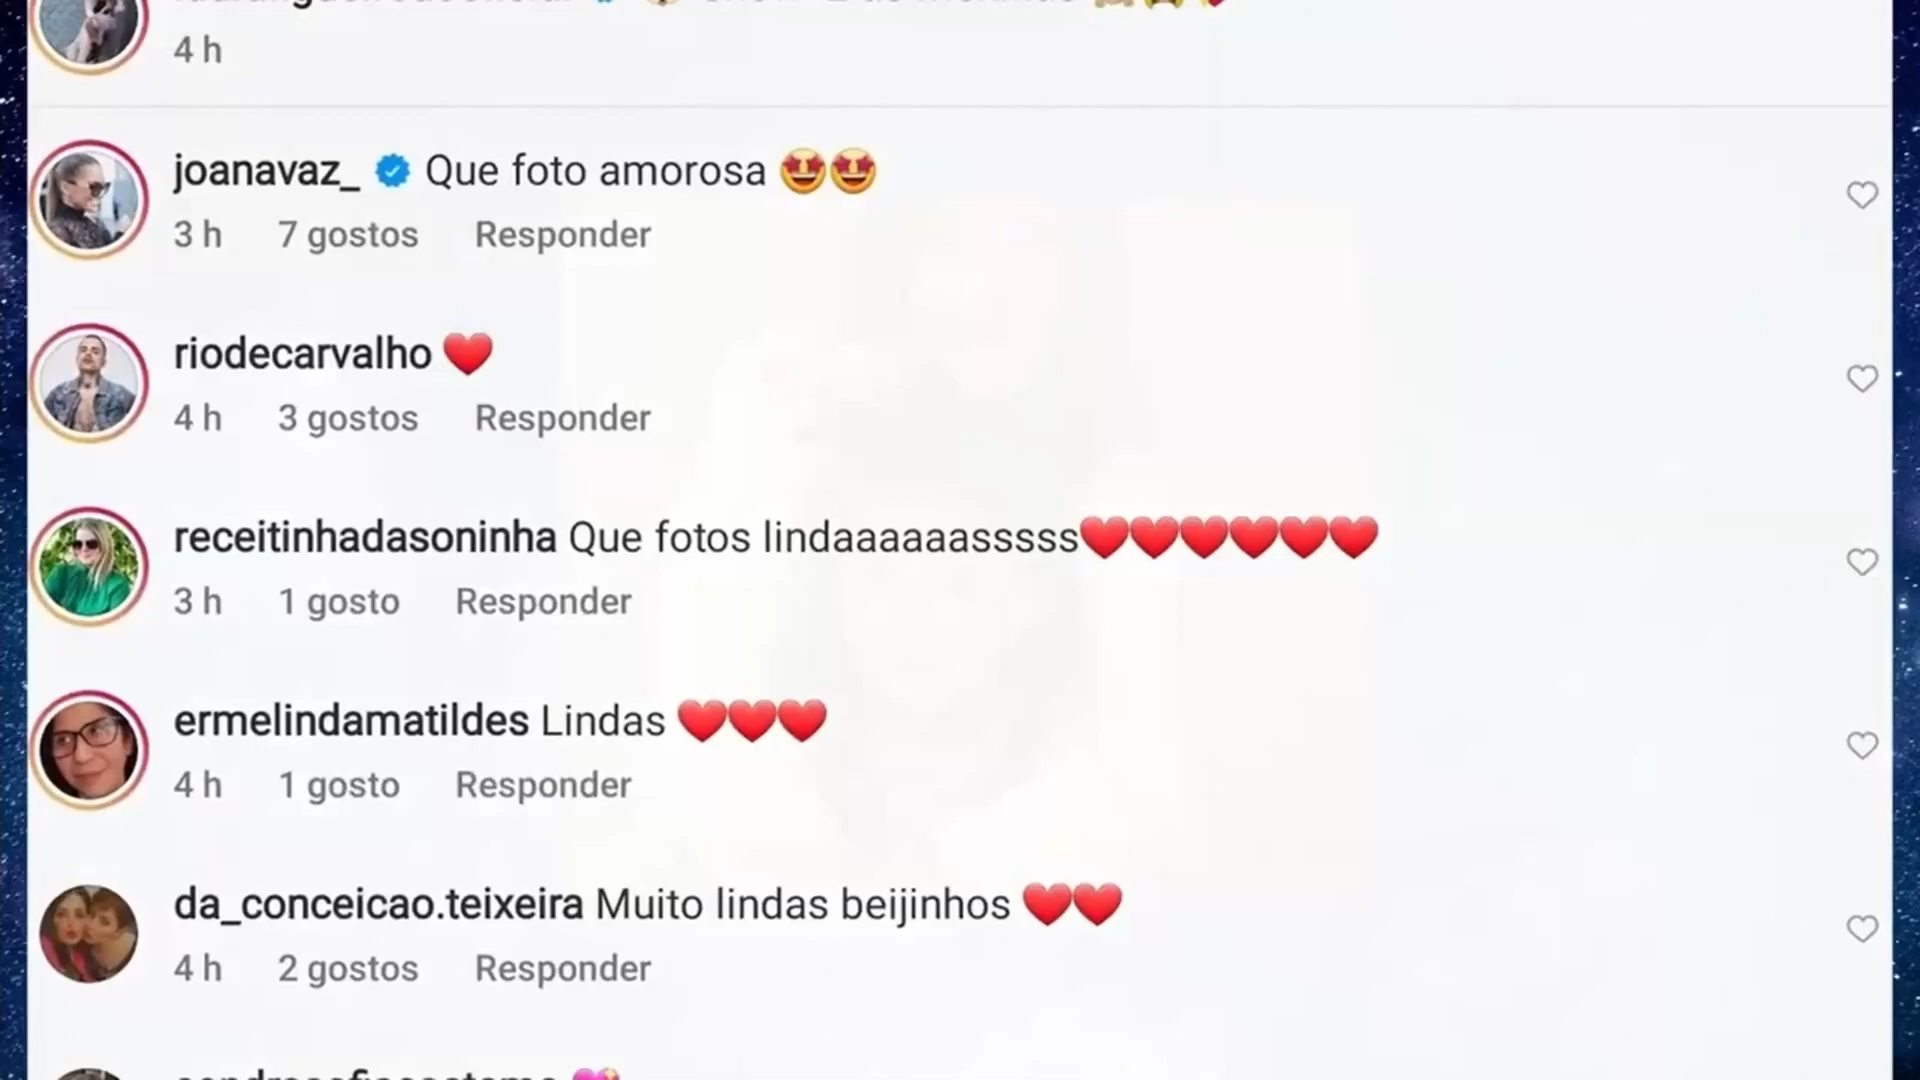 4 h
joanavaz_ Que foto amorosa 🤩🤩
3 h 7 gostos Responder
riodecarvalho ❤️
4 h 3 gostos Responder
receitinhadasoninha Que fotos lindaaaaaasssss❤️❤️❤️❤️❤️❤️
3 h 1 gosto Responder
ermelindamatildes Lindas ❤️❤️❤️
4 h 1 gosto Responder
da_conceicao.teixeira Muito lindas beijinhos ❤️❤️
4 h 2 gostos Responder